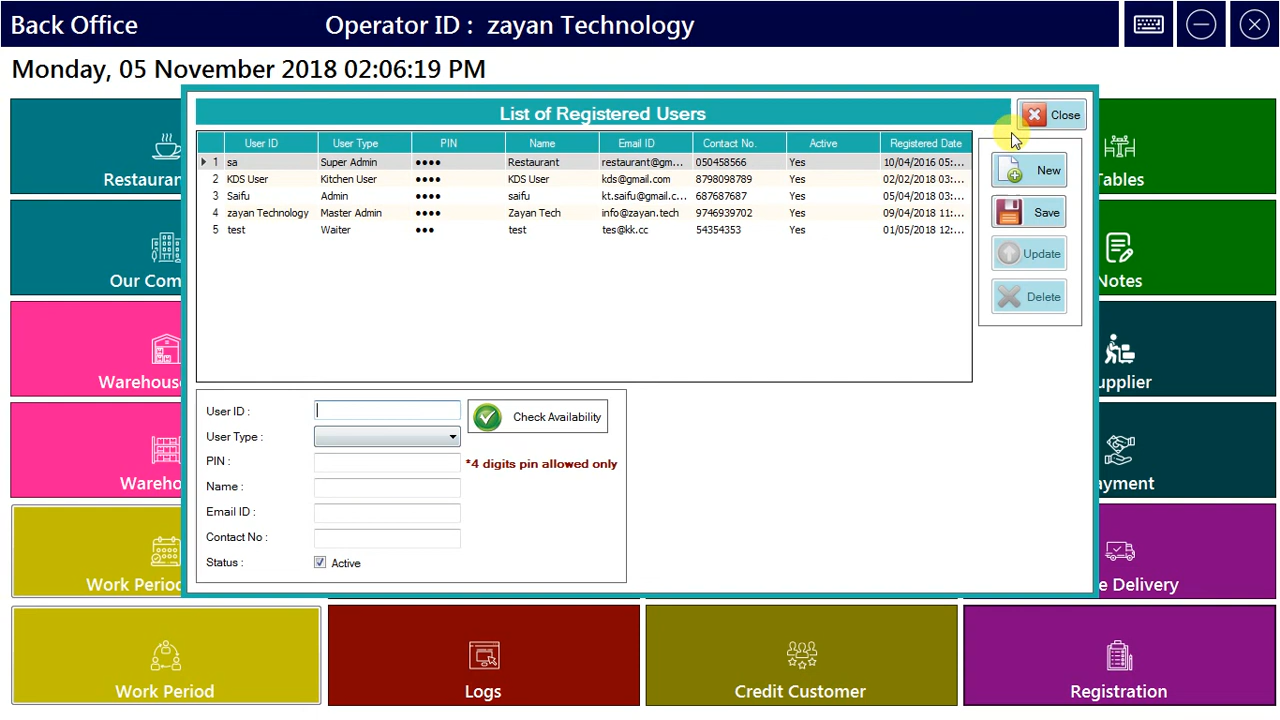 Back Office
Operator ID :  zayan Technology
Monday, 05 November 2018 02:06:19 PM
List of Registered Users
Close
User ID User Type PIN Name Email ID Contact No. Active Registered Date
1 sa Super Admin ●●●● Restaurant restaurant@gm... 050458566 Yes 10/04/2016 05:...
2 KDS User Kitchen User ●●●● KDS User kds@gmail.com 8798098789 Yes 02/02/2018 03:...
3 Saifu Admin ●●●● saifu kt.saifu@gmail.c... 687687687 Yes 05/04/2018 03:...
4 zayan Technology Master Admin ●●●● Zayan Tech info@zayan.tech 9746939702 Yes 09/04/2018 11:...
5 test Waiter ●●● test tes@kk.cc 54354353 Yes 01/05/2018 12:...
New
Save
Update
Delete
User ID :
Check Availability
User Type :
PIN :
*4 digits pin allowed only
Name :
Email ID :
Contact No :
Status :
Active
Restauran
Our Com
Warehous
Wareho
Work Perio
Tables
Notes
upplier
ayment
e Delivery
Work Period
Logs
Credit Customer
Registration